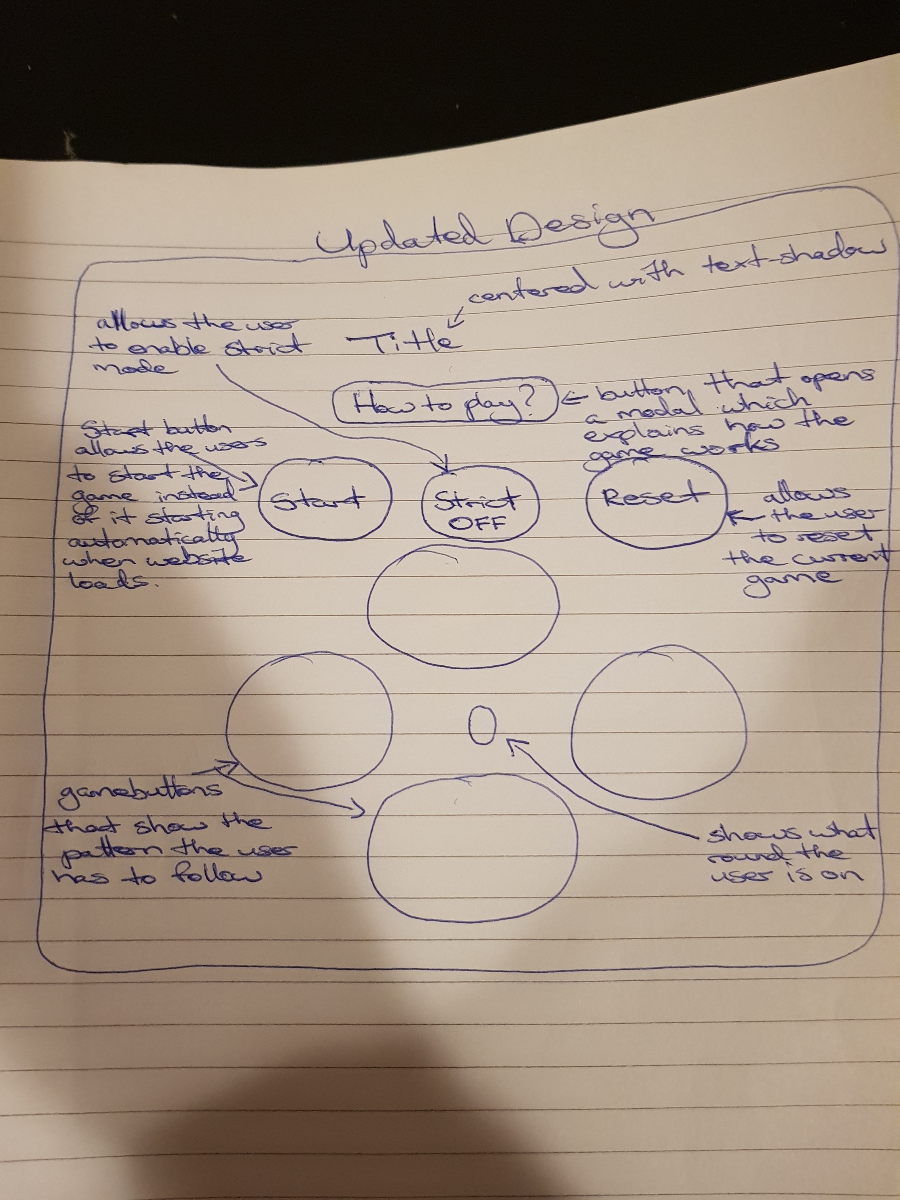 Updated Design
centered with text-shadow
Title
allows the user
to enable strict
mode
How to play?
button, that opens
a modal which
explains how the
game works
Start button
allows the users
to start the
game instead
of it starting
automatically
when website
loads.
Start
Strict
OFF
Reset
allows
the user
to reset
the current
game
0
gamebuttons
that show the
pattern the user
has to follow
shows what
round the
user is on